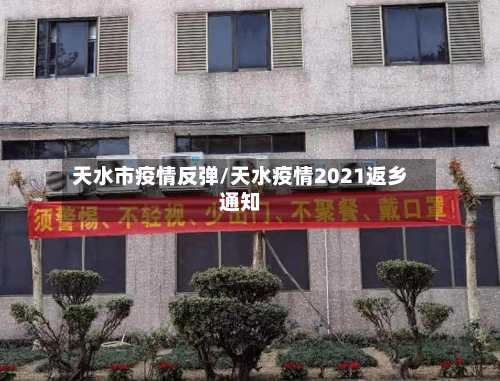 天水市疫情反弹/天水疫情2021返乡
通知
须警惕、不轻视、少出门、不聚餐、戴口罩!